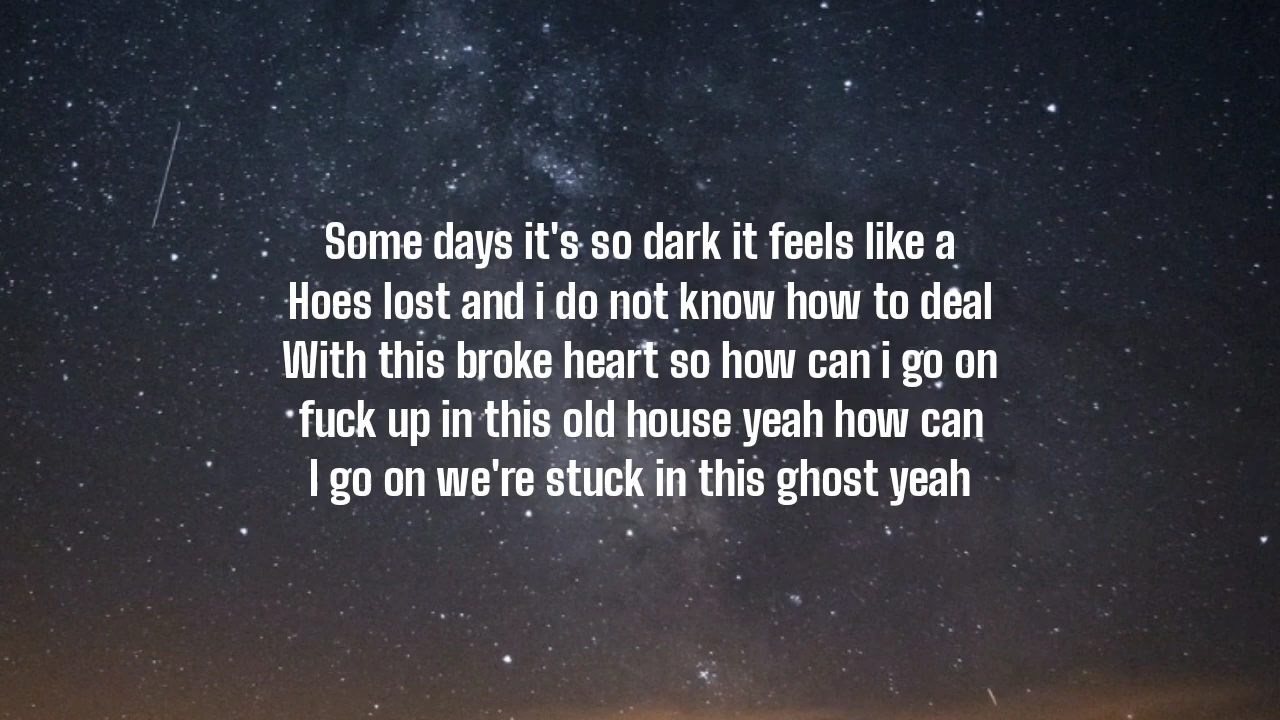 Some days it's so dark it feels like a
Hoes lost and i do not know how to deal
With this broke heart so how can i go on
fuck up in this old house yeah how can
I go on we're stuck in this ghost yeah